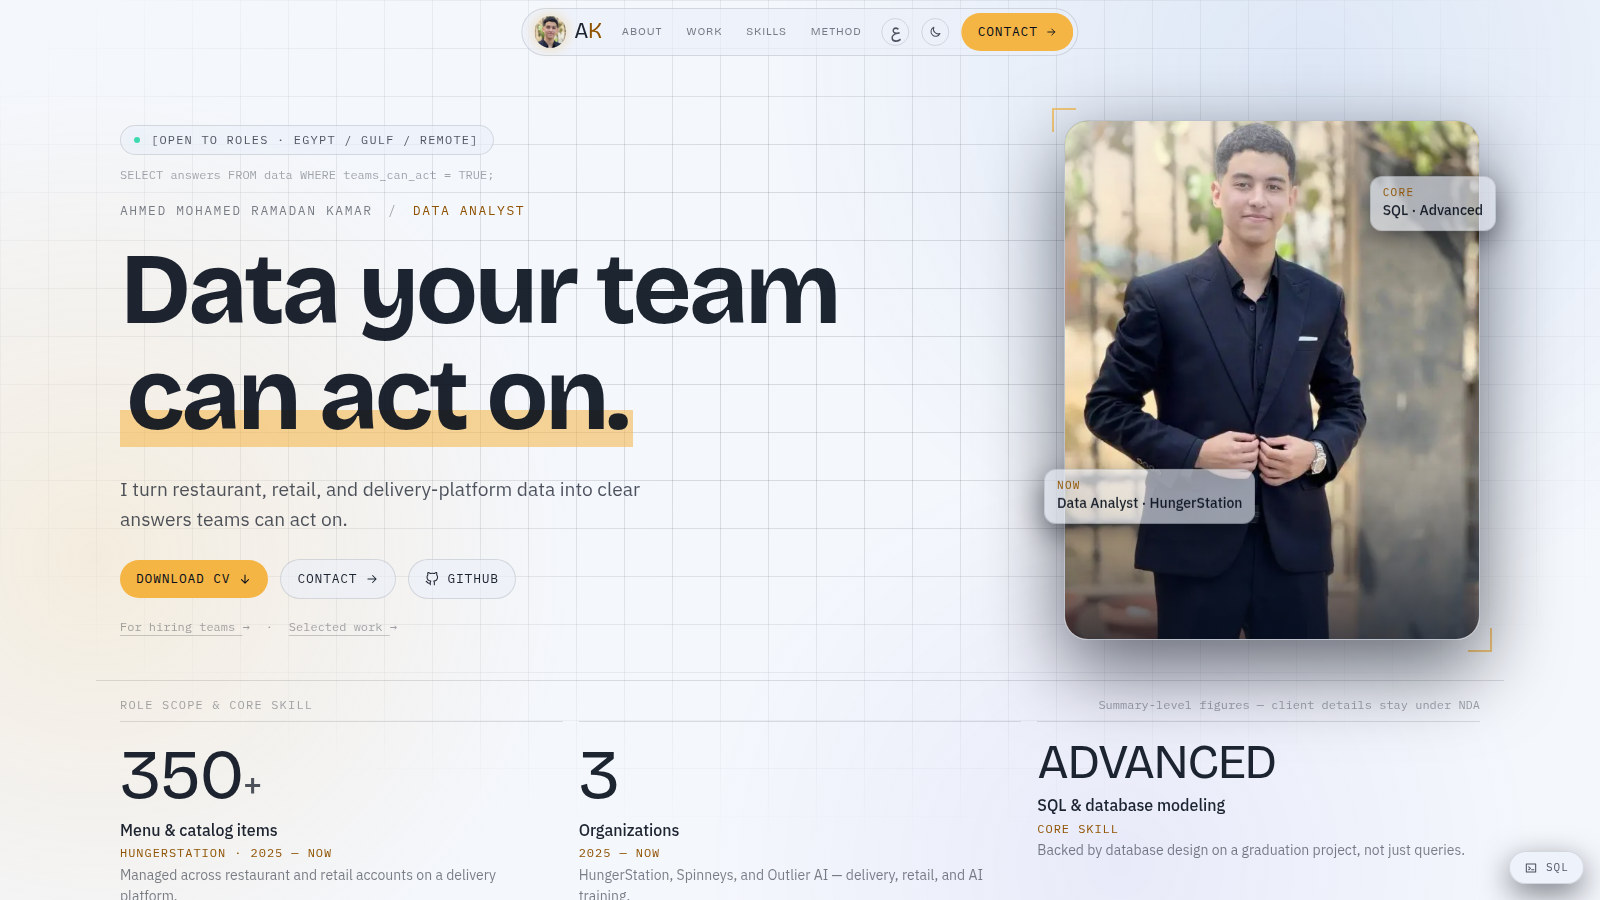 AK
ABOUT
WORK
SKILLS
METHOD
ع
CONTACT →
[OPEN TO ROLES · EGYPT / GULF / REMOTE]
SELECT answers FROM data WHERE teams_can_act = TRUE;
AHMED MOHAMED RAMADAN KAMAR / DATA ANALYST
Data your team
can act on.
I turn restaurant, retail, and delivery-platform data into clear
answers teams can act on.
DOWNLOAD CV ↓
CONTACT →
GITHUB
For hiring teams → · Selected work →
CORE
SQL · Advanced
NOW
Data Analyst · HungerStation
ROLE SCOPE & CORE SKILL
Summary-level figures — client details stay under NDA
350+
Menu & catalog items
HUNGERSTATION · 2025 — NOW
Managed across restaurant and retail accounts on a delivery
platform.
3
Organizations
2025 — NOW
HungerStation, Spinneys, and Outlier AI — delivery, retail, and AI
training.
ADVANCED
SQL & database modeling
CORE SKILL
Backed by database design on a graduation project, not just queries.
SQL